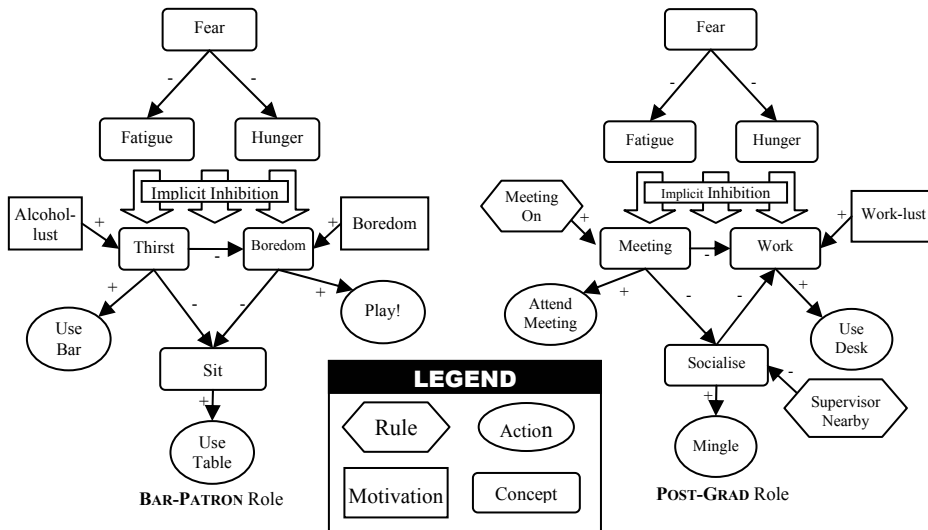 Fear
-
-
Fatigue
Hunger
Implicit Inhibition
Alcohol-
lust
+
Thirst
-
Boredom
+
Boredom
+
-
-
+
Use
Bar
Play!
Sit
+
Use
Table
BAR-PATRON Role
Fear
-
-
Fatigue
Hunger
Implicit Inhibition
Meeting
On
+
Meeting
-
Work
+
Work-lust
+
-
-
+
Attend
Meeting
Use
Desk
Socialise
-
Supervisor
Nearby
+
Mingle
POST-GRAD Role
LEGEND
Rule
Action
Motivation
Concept